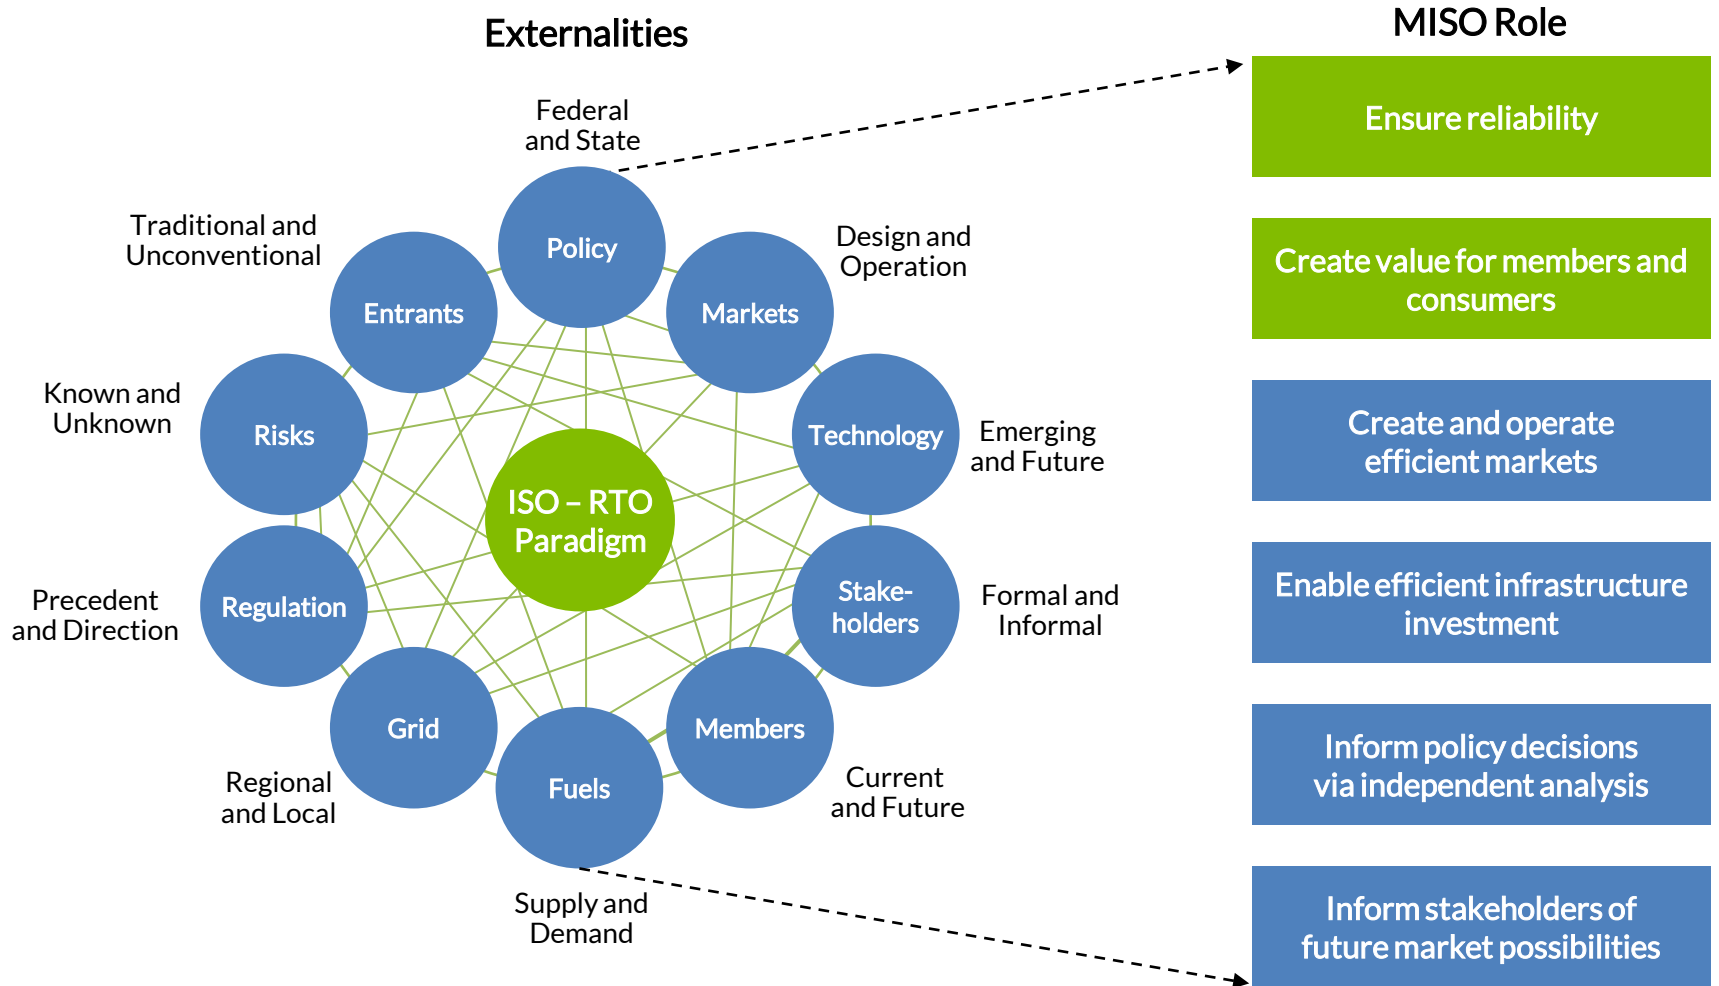 Externalities
MISO Role
Federal
and State
Policy
Design and
Operation
Markets
Emerging
and Future
Technology
Formal and
Informal
Stake-
holders
Current
and Future
Members
Supply and
Demand
Fuels
Regional
and Local
Grid
Precedent
and Direction
Regulation
Known and
Unknown
Risks
Traditional and
Unconventional
Entrants
ISO – RTO
Paradigm
Ensure reliability
Create value for members and
consumers
Create and operate
efficient markets
Enable efficient infrastructure
investment
Inform policy decisions
via independent analysis
Inform stakeholders of
future market possibilities